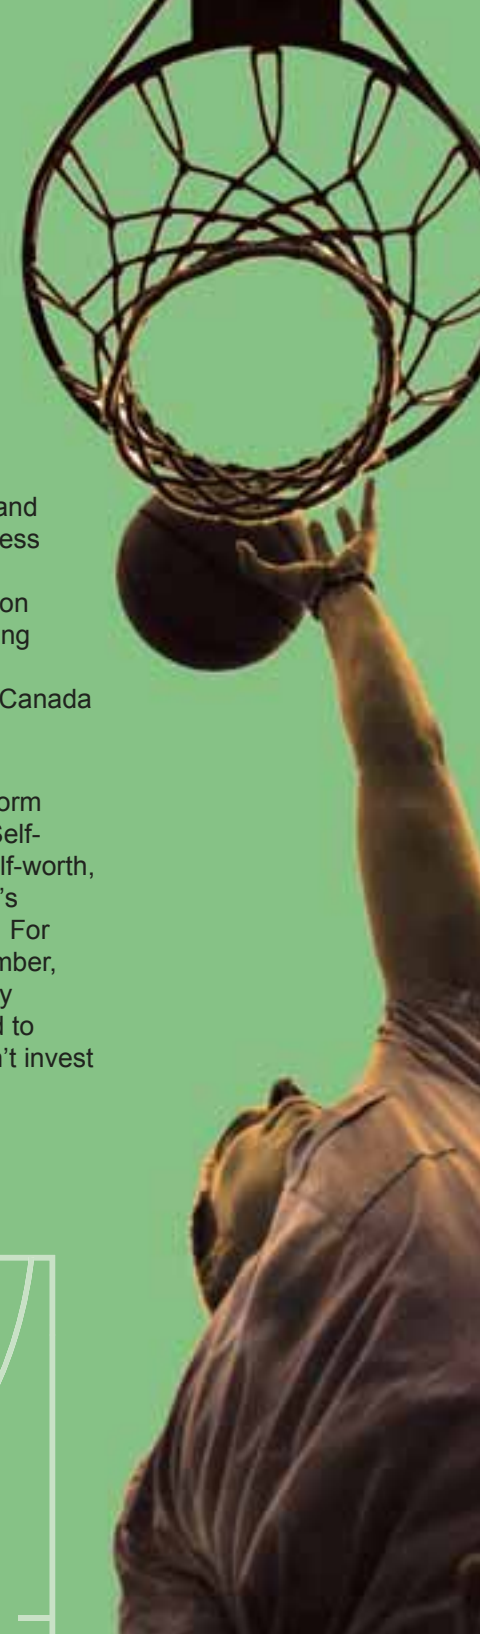 and
ess
on
ng
Canada
orm
Self-
lf-worth,
’s
For
mber,
y
d to
’t invest